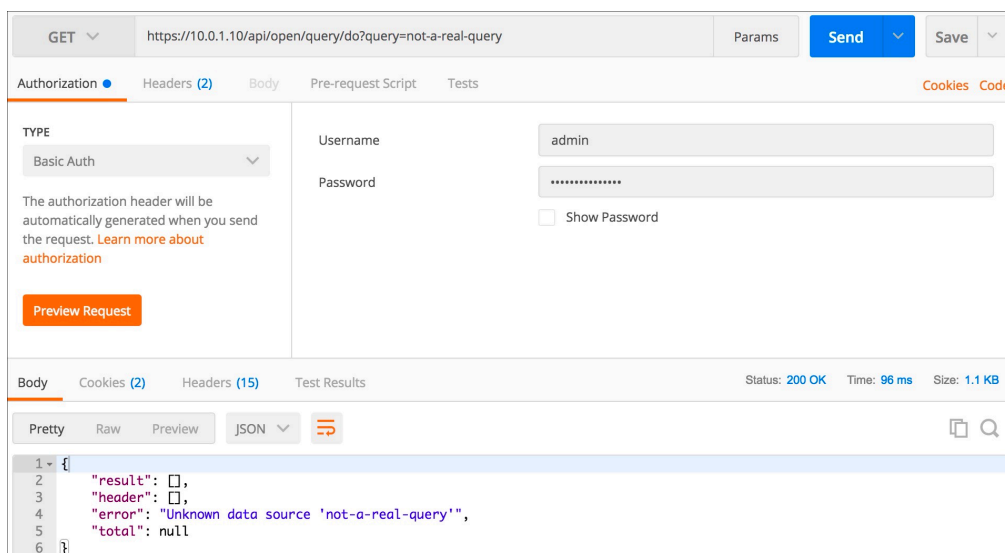 GET https://10.0.1.10/api/open/query/do?query=not-a-real-query Params Send Save
Authorization Headers (2) Body Pre-request Script Tests Cookies Code
TYPE
Basic Auth
The authorization header will be
automatically generated when you send
the request. Learn more about
authorization
Preview Request
Username admin
Password •••••••••••••••
Show Password
Body Cookies (2) Headers (15) Test Results Status: 200 OK Time: 96 ms Size: 1.1 KB
Pretty Raw Preview JSON
1 {
2 "result": [],
3 "header": [],
4 "error": "Unknown data source 'not-a-real-query'",
5 "total": null
6 }